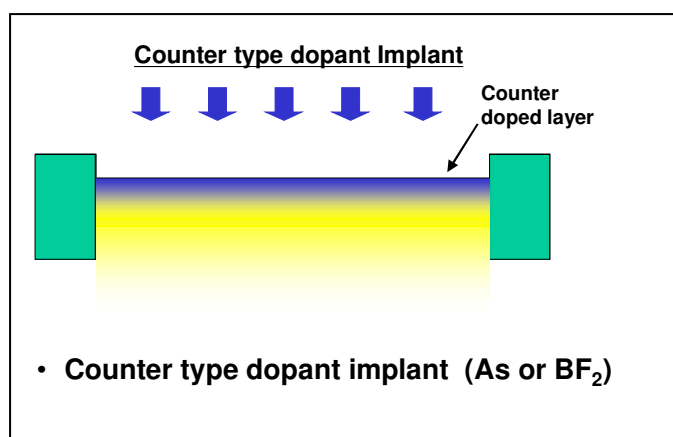 Counter type dopant Implant
Counter
doped layer
• Counter type dopant implant  (As or BF₂)